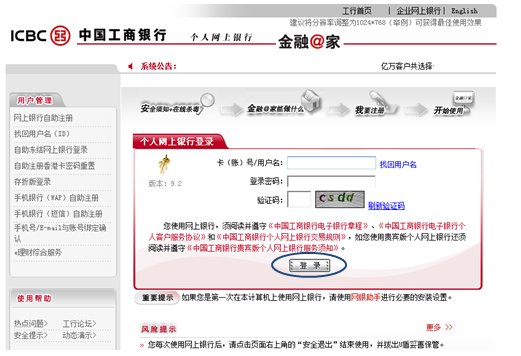 工行首页 | 企业网上银行 | English
建议将分辨率调整为1024*768（举例）可获得最佳使用效果
ICBC 中国工商银行 个人网上银行 金融@家
系统公告： 亿万客户共选择
用户管理
网上银行自助注册
找回用户名（ID）
自助冻结网上银行登录
自助注册香港卡密码重置
存折版登录
手机银行（WAP）自助注册
手机银行（短信）自助注册
手机号/E-mail与账号绑定确认
e理财综合服务
使用帮助
热点问题> 工行论坛>
安全提示> 动态演示>
安全须知+在线杀毒 金融@家能做什么 我要注册 开始使用
个人网上银行登录
卡（账）号/用户名： 找回用户名
登录密码：
版本：9.2
验证码： csdd 刷新验证码
您使用网上银行，须阅读并遵守《中国工商银行电子银行章程》、《中国工商银行电子银行个
人客户服务协议》和《中国工商银行个人网上银行交易规则》，如您使用贵宾版个人网上银行还须
阅读并遵守《中国工商银行贵宾版个人网上银行服务须知》。
登 录
重要提示 如果您是第一次在本计算机上使用网上银行，请使用网银助手进行必要的安装设置。
风险提示 更多 >>
» 您每次使用网上银行后，请点击页面右上角的“安全退出”结束使用，并拔出U盾妥善保管。